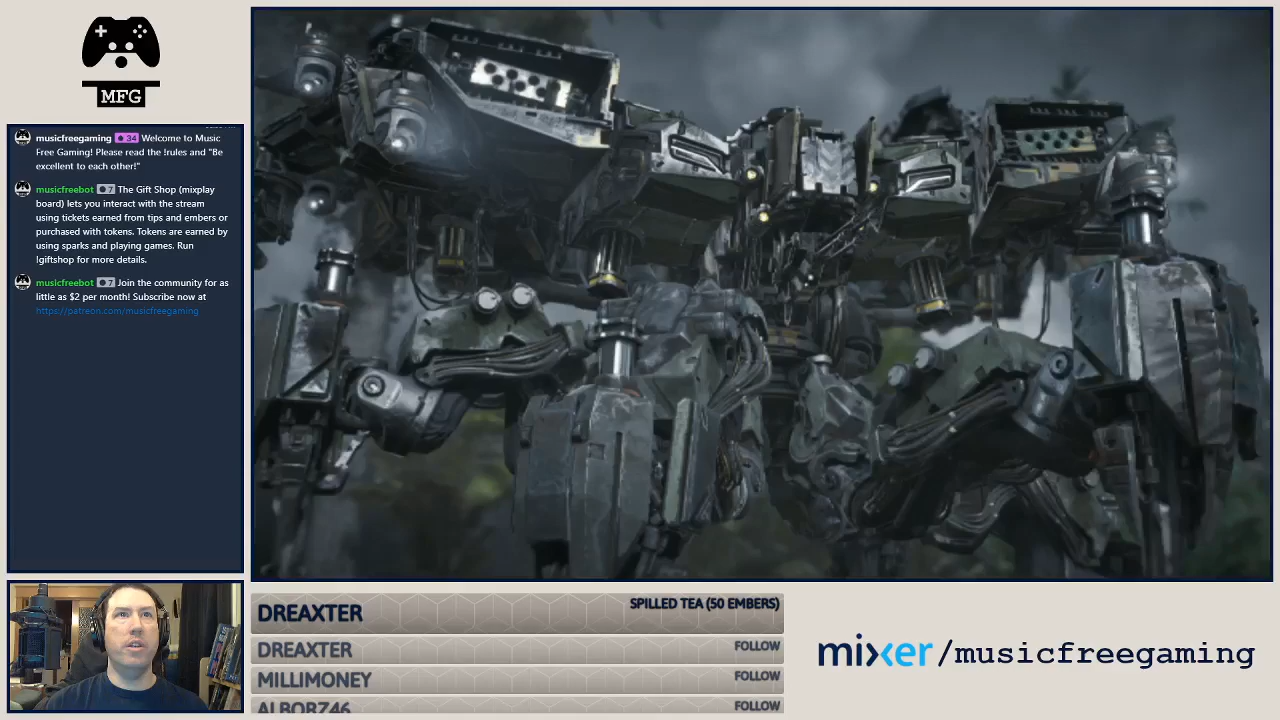 MFG
musicfreegaming 34 Welcome to Music
Free Gaming! Please read the !rules and "Be
excellent to each other!"
musicfreebot 7 The Gift Shop (mixplay
board) lets you interact with the stream
using tickets earned from tips and embers or
purchased with tokens. Tokens are earned by
using sparks and playing games. Run
!giftshop for more details.
musicfreebot 7 Join the community for as
little as $2 per month! Subscribe now at
https://patreon.com/musicfreegaming
DREAXTER SPILLED TEA (50 EMBERS)
DREAXTER FOLLOW
MILLIMONEY FOLLOW
ALBORZ46 FOLLOW
mixer/musicfreegaming